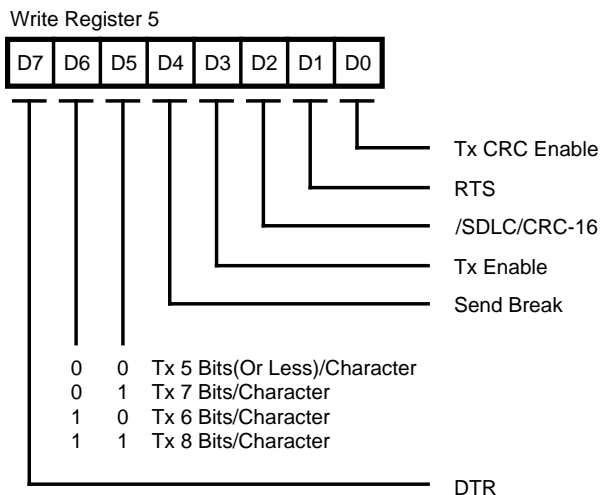 Write Register 5
D7 D6 D5 D4 D3 D2 D1 D0
Tx CRC Enable
RTS
/SDLC/CRC-16
Tx Enable
Send Break
0 0 Tx 5 Bits(Or Less)/Character
0 1 Tx 7 Bits/Character
1 0 Tx 6 Bits/Character
1 1 Tx 8 Bits/Character
DTR